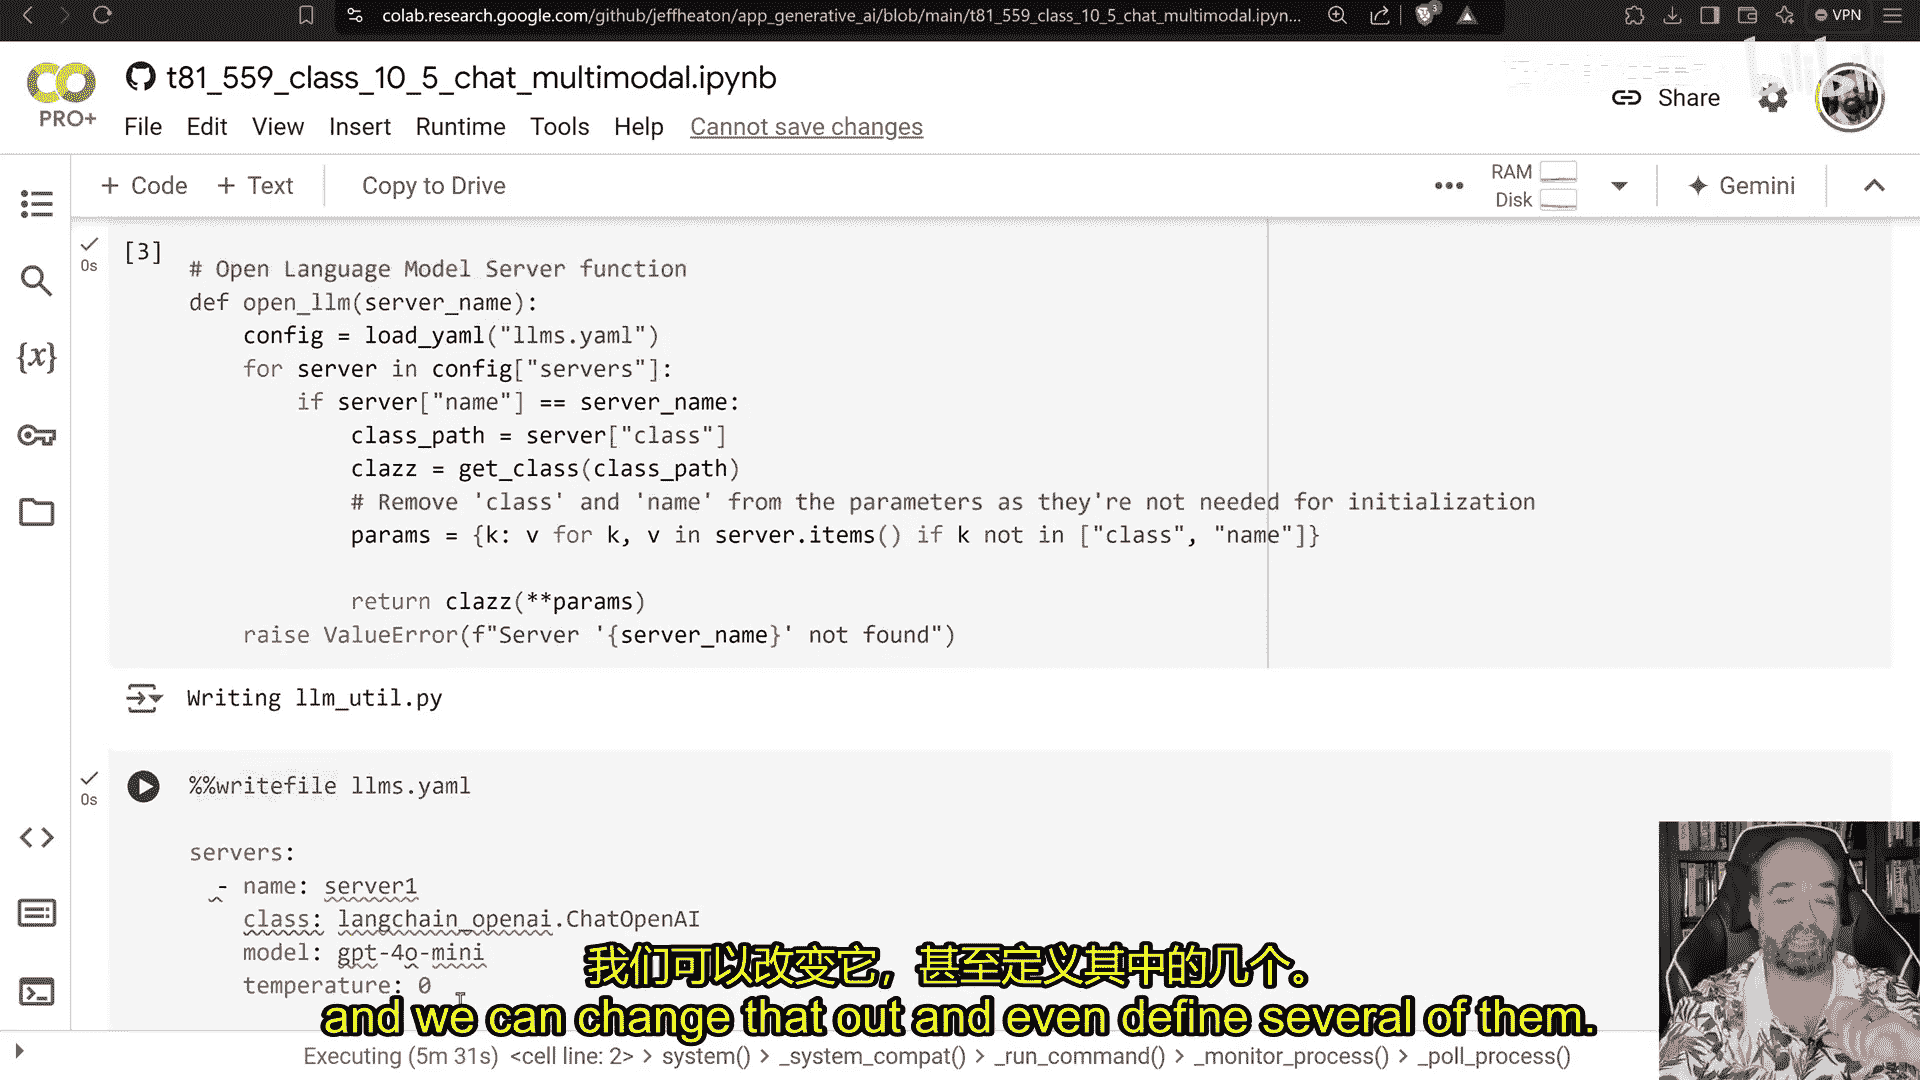 colab.research.google.com/github/jeffheaton/app_generative_ai/blob/main/t81_559_class_10_5_chat_multimodal.ipyn...
3
VPN
CO
PRO+
t81_559_class_10_5_chat_multimodal.ipynb
bilibili
Share
File Edit View Insert Runtime Tools Help Cannot save changes
+ Code + Text Copy to Drive
RAM
Disk
Gemini
0s
[3]
# Open Language Model Server function
def open_llm(server_name):
config = load_yaml("llms.yaml")
for server in config["servers"]:
if server["name"] == server_name:
class_path = server["class"]
clazz = get_class(class_path)
# Remove 'class' and 'name' from the parameters as they're not needed for initialization
params = {k: v for k, v in server.items() if k not in ["class", "name"]}
return clazz(**params)
raise ValueError(f"Server '{server_name}' not found")
Writing llm_util.py
0s
%%writefile llms.yaml
servers:
- name: server1
class: langchain_openai.ChatOpenAI
model: gpt-4o-mini
temperature: 0
我们可以改变它，甚至定义其中的几个。
and we can change that out and even define several of them.
Executing (5m 31s) <cell line: 2> > system() > _system_compat() > _run_command() > _monitor_process() > _poll_process()